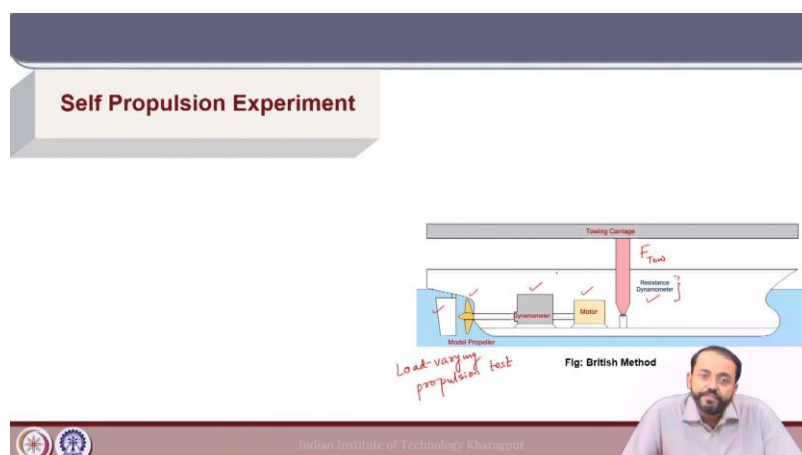 Self Propulsion Experiment
Towing Carriage
F Tow
Resistance
Dynamometer
Dynamometer
Motor
Model Propeller
Load-varying
propulsion test
Fig: British Method
Indian Institute of Technology Kharagpur